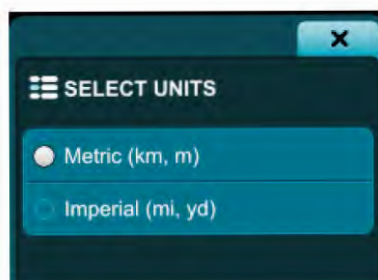 SELECT UNITS
Metric (km, m)
Imperial (mi, yd)